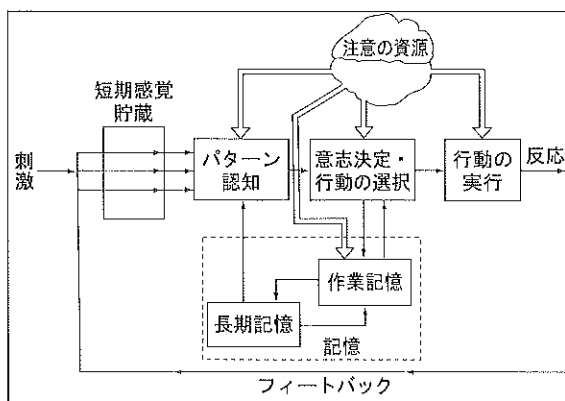 注意の資源
短期感覚
貯蔵
刺激
パターン
認知
意志決定・
行動の選択
行動の
実行
反応
作業記憶
長期記憶
記憶
フィートバック